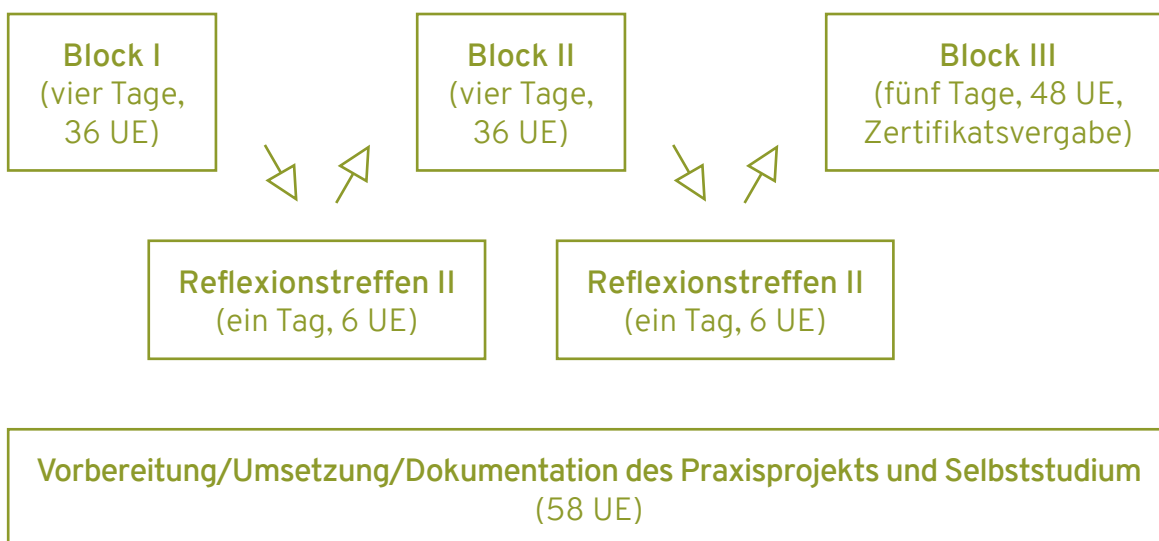 Block I
(vier Tage,
36 UE)
Block II
(vier Tage,
36 UE)
Block III
(fünf Tage, 48 UE,
Zertifikatsvergabe)
Reflexionstreffen II
(ein Tag, 6 UE)
Reflexionstreffen II
(ein Tag, 6 UE)
Vorbereitung/Umsetzung/Dokumentation des Praxisprojekts und Selbststudium
(58 UE)